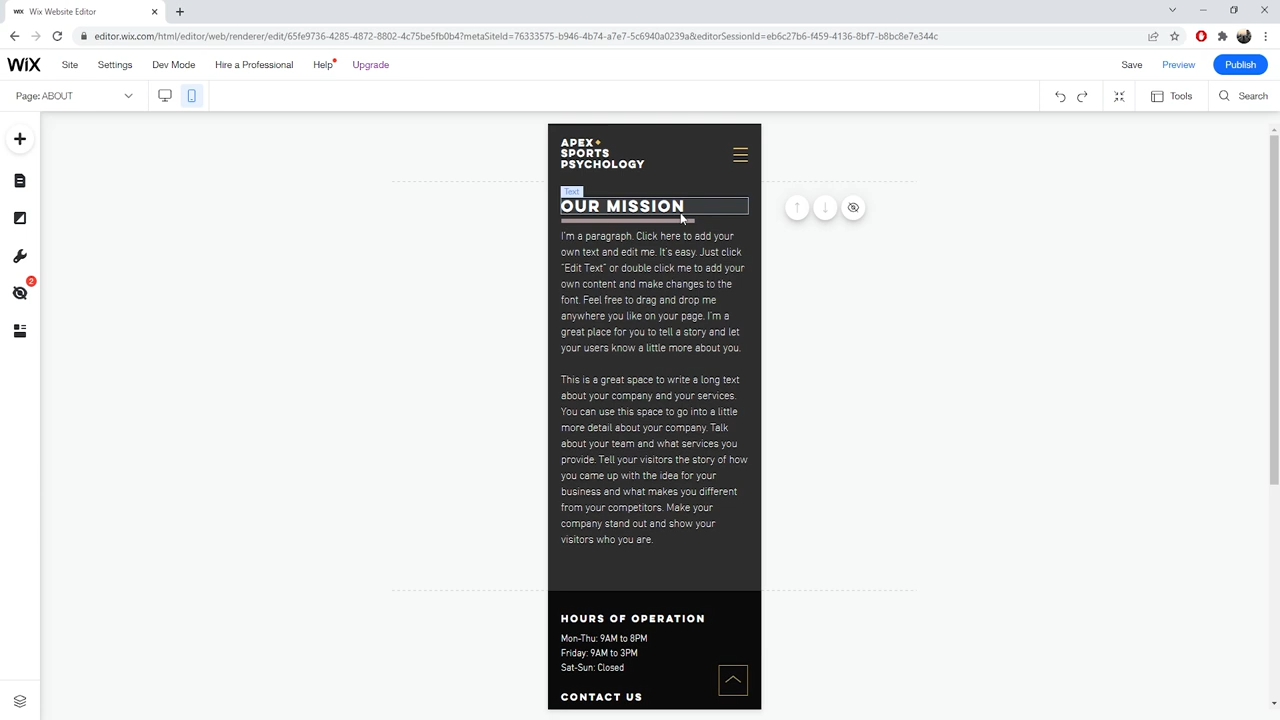 WiX Wix Website Editor
editor.wix.com/html/editor/web/renderer/edit/65fe9736-4285-4872-8802-4c75be5fb0b4?metaSiteId=76333575-b946-4b74-a7e7-5c6940a0239a&editorSessionId=eb6c27b6-f459-4136-8bf7-b8bc8e7e344c
WiX Site Settings Dev Mode Hire a Professional Help Upgrade Save Preview Publish
Page: ABOUT Tools Search
APEX+
SPORTS
PSYCHOLOGY
Text
OUR MISSION
I'm a paragraph. Click here to add your
own text and edit me. It's easy. Just click
"Edit Text" or double click me to add your
own content and make changes to the
font. Feel free to drag and drop me
anywhere you like on your page. I'm a
great place for you to tell a story and let
your users know a little more about you.
This is a great space to write a long text
about your company and your services.
You can use this space to go into a little
more detail about your company. Talk
about your team and what services you
provide. Tell your visitors the story of how
you came up with the idea for your
business and what makes you different
from your competitors. Make your
company stand out and show your
visitors who you are.
2
HOURS OF OPERATION
Mon-Thu: 9AM to 8PM
Friday: 9AM to 3PM
Sat-Sun: Closed
CONTACT US